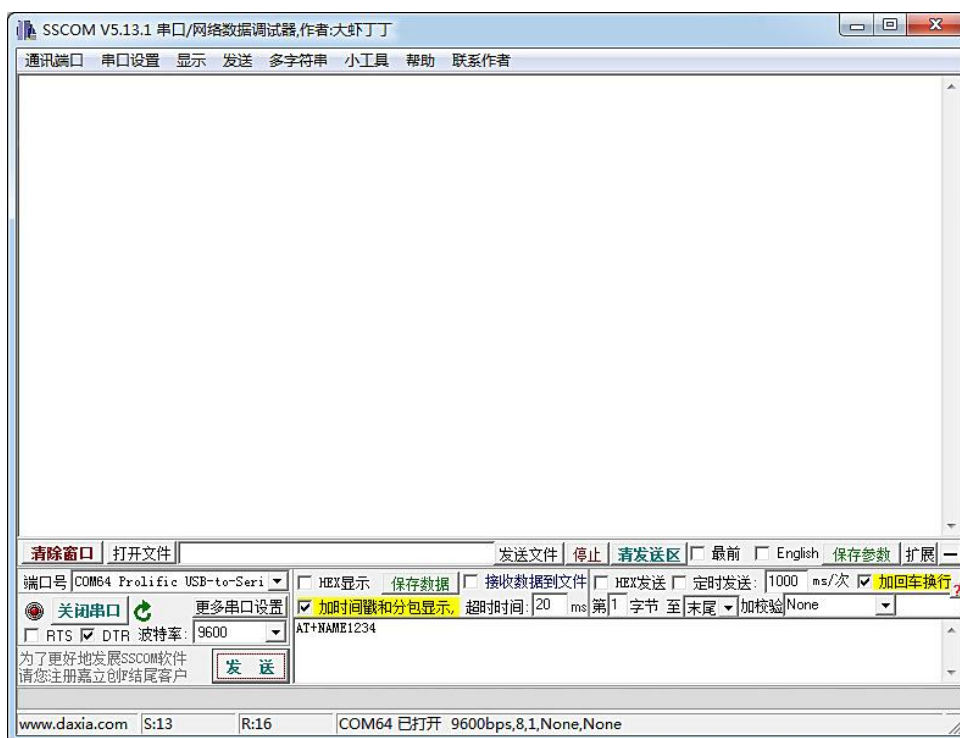 SSCOM V5.13.1 串口/网络数据调试器,作者:大虾丁丁
通讯端口 串口设置 显示 发送 多字符串 小工具 帮助 联系作者
清除窗口 打开文件 发送文件 停止 清发送区 最前 English 保存参数 扩展 —
端口号 COM64 Prolific USB-to-Seri HEX显示 保存数据 接收数据到文件 HEX发送 定时发送: 1000 ms/次 加回车换行
关闭串口 更多串口设置 加时间戳和分包显示, 超时时间: 20 ms 第1 字节 至 末尾 加校验 None ?
RTS DTR 波特率: 9600 AT+NAME1234
为了更好地发展SSCOM软件
请您注册嘉立创F结尾客户
发 送
www.daxia.com S:13 R:16 COM64 已打开 9600bps,8,1,None,None